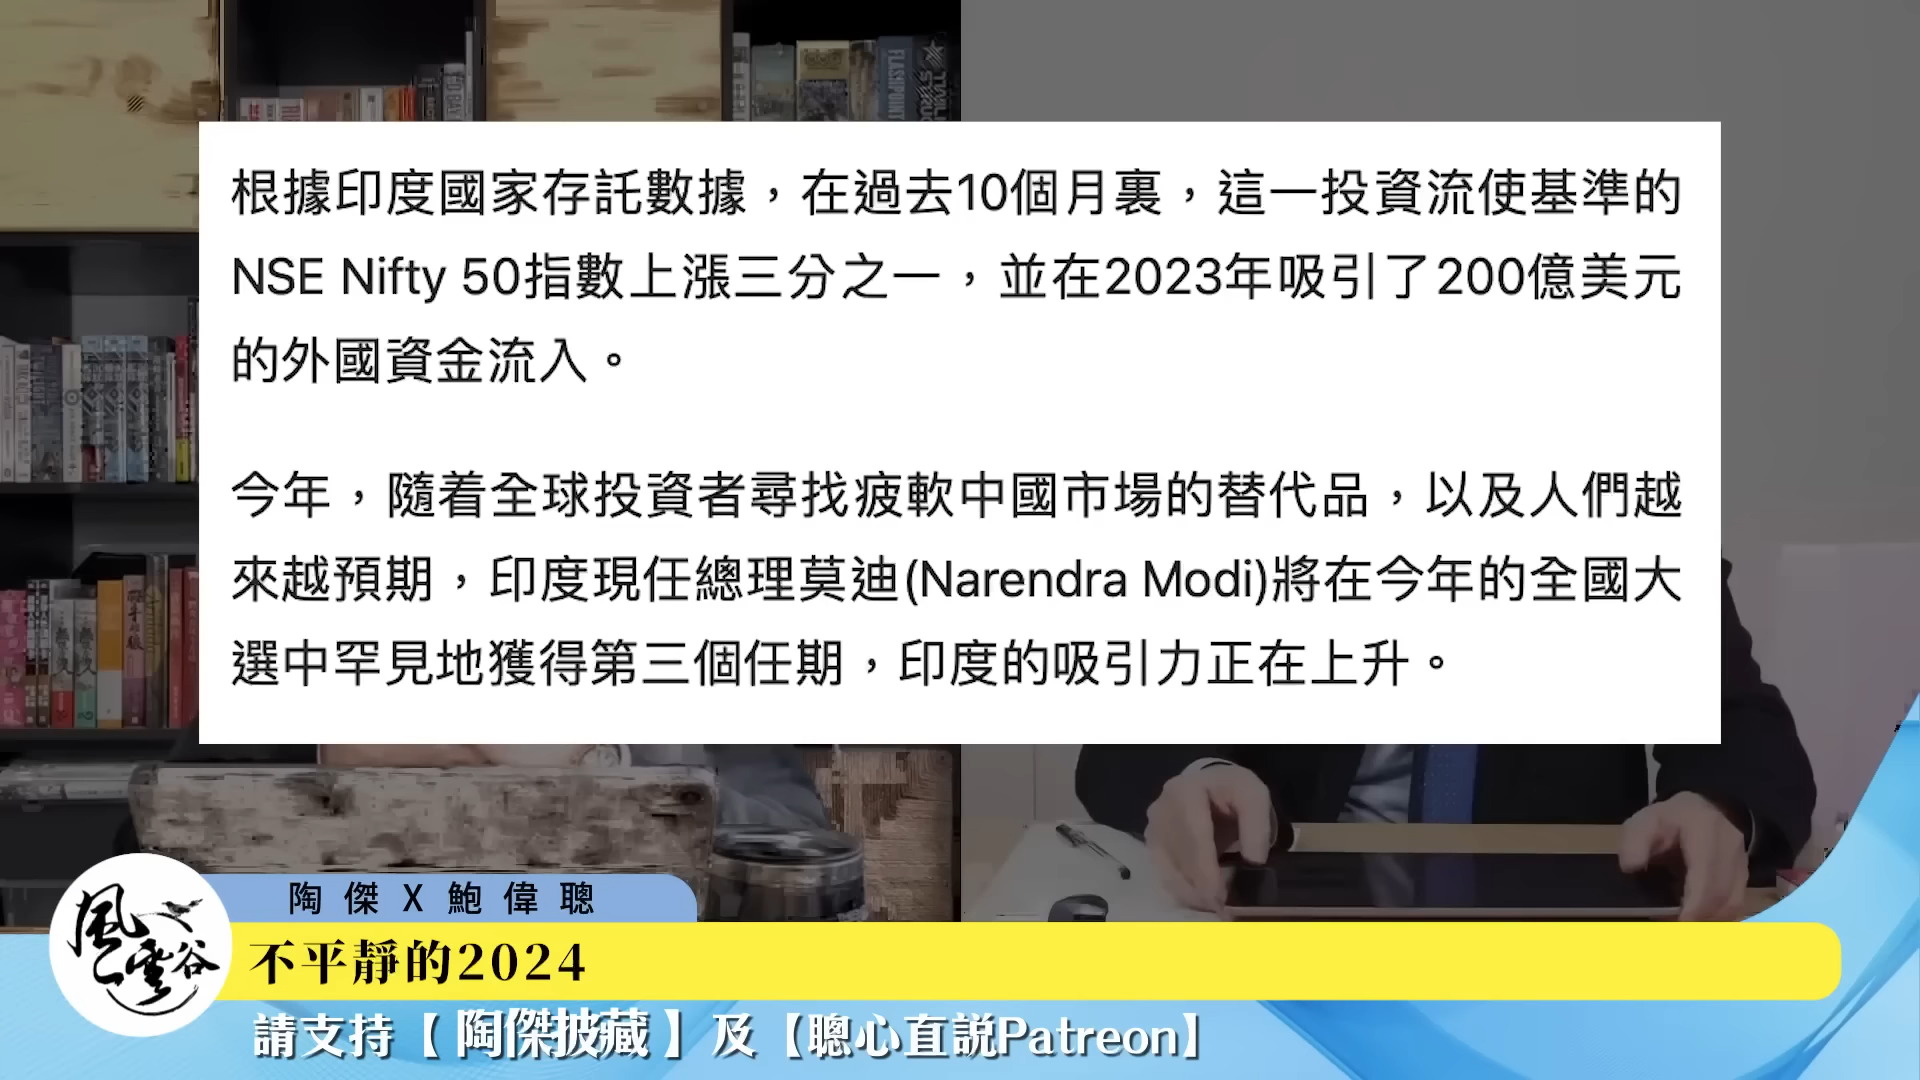 FLASHPOINT
根據印度國家存託數據，在過去10個月裏，這一投資流使基準的
NSE Nifty 50指數上漲三分之一，並在2023年吸引了200億美元
的外國資金流入。
今年，隨着全球投資者尋找疲軟中國市場的替代品，以及人們越
來越預期，印度現任總理莫迪(Narendra Modi)將在今年的全國大
選中罕見地獲得第三個任期，印度的吸引力正在上升。
陶傑X鮑偉聰
風雲谷
不平靜的2024
請支持【陶傑披藏】及【聰心直説Patreon】